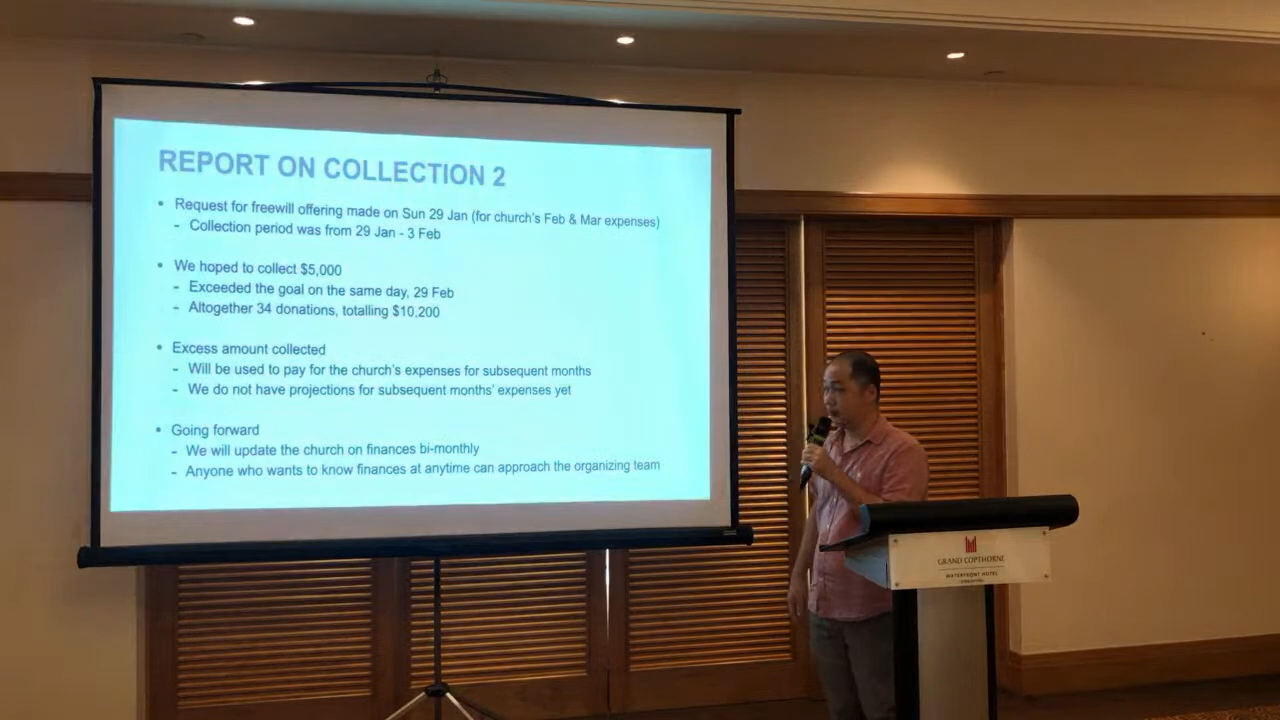 REPORT ON COLLECTION 2
• Request for freewill offering made on Sun 29 Jan (for church's Feb & Mar expenses)
- Collection period was from 29 Jan - 3 Feb
• We hoped to collect $5,000
- Exceeded the goal on the same day, 29 Feb
- Altogether 34 donations, totalling $10,200
• Excess amount collected
- Will be used to pay for the church's expenses for subsequent months
- We do not have projections for subsequent months' expenses yet
• Going forward
- We will update the church on finances bi-monthly
- Anyone who wants to know finances at anytime can approach the organizing team
GRAND COPTHORNE
WATERFRONT HOTEL